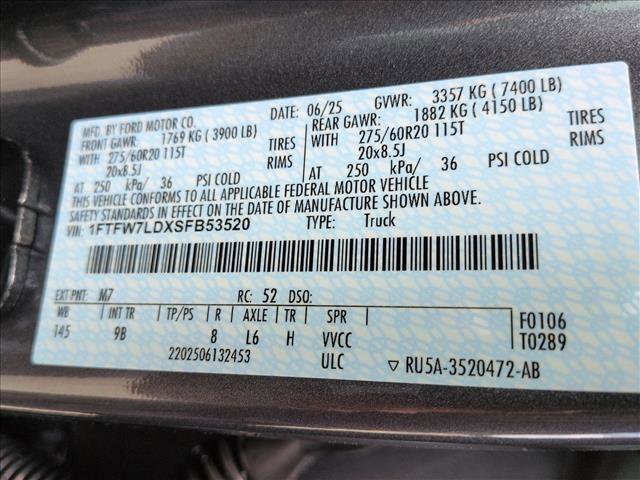 MFD. BY FORD MOTOR CO.
DATE: 06/25 GVWR: 3357 KG ( 7400 LB)
FRONT GAWR: 1769 KG ( 3900 LB) REAR GAWR: 1882 KG ( 4150 LB)
WITH 275/60R20 115T TIRES 275/60R20 115T TIRES
20x8.5J RIMS 20x8.5J RIMS
AT 250 kPa/ 36 PSI COLD AT 250 kPa/ 36 PSI COLD
THIS VEHICLE CONFORMS TO ALL APPLICABLE FEDERAL MOTOR VEHICLE
SAFETY STANDARDS IN EFFECT ON THE DATE OF MANUFACTURE SHOWN ABOVE.
VIN: 1FTFW7LDXSFB53520 TYPE: Truck
EXT PNT: M7 RC: 52 DSO:
WB INT TR TP/PS R AXLE TR SPR F0106
145 9B 8 L6 H VVCC T0289
2202506132453 ULC ▽ RU5A-3520472-AB